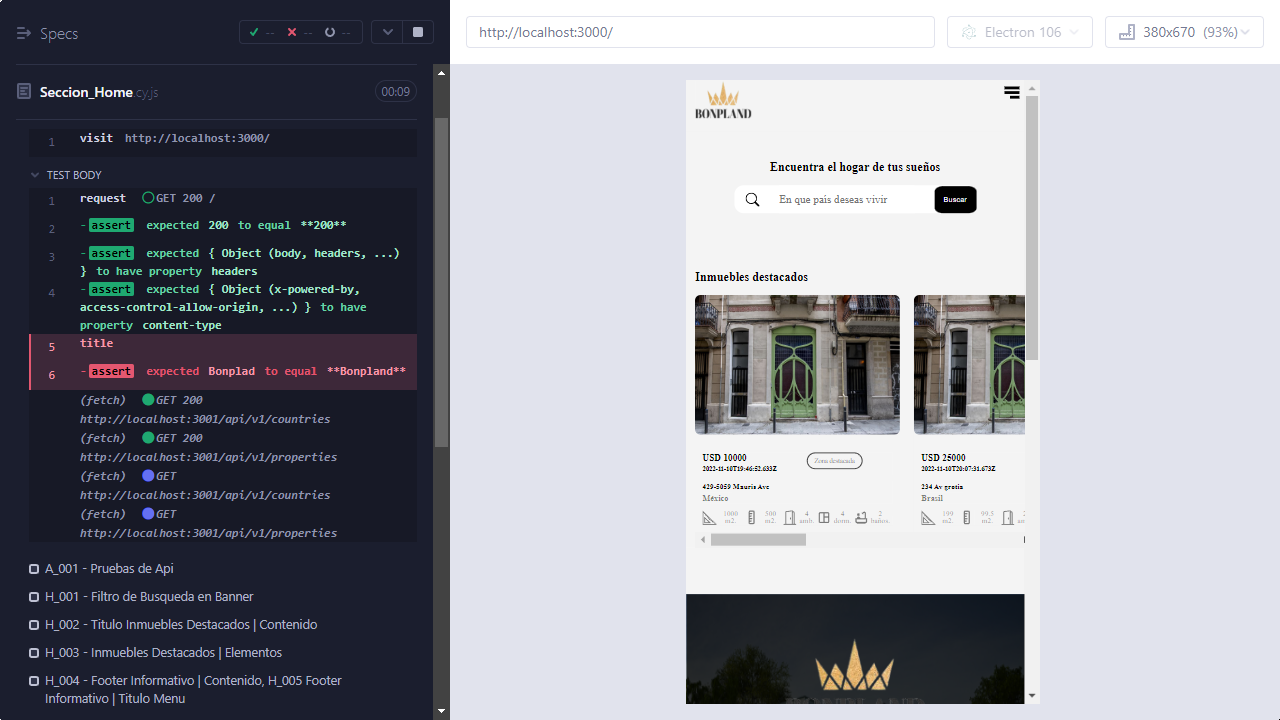 Specs
-- -- --
http://localhost:3000/
Electron 106
380x670 (93%)
Seccion_Home.cy.js
00:09
1 visit http://localhost:3000/
TEST BODY
1 request GET 200 /
2 -assert expected 200 to equal **200**
3 -assert expected { Object (body, headers, ...)
} to have property headers
4 -assert expected { Object (x-powered-by,
access-control-allow-origin, ...) } to have
property content-type
5 title
6 -assert expected Bonplad to equal **Bonpland**
(fetch) GET 200
http://localhost:3001/api/v1/countries
(fetch) GET 200
http://localhost:3001/api/v1/properties
(fetch) GET
http://localhost:3001/api/v1/countries
(fetch) GET
http://localhost:3001/api/v1/properties
A_001 - Pruebas de Api
H_001 - Filtro de Busqueda en Banner
H_002 - Titulo Inmuebles Destacados | Contenido
H_003 - Inmuebles Destacados | Elementos
H_004 - Footer Informativo | Contenido, H_005 Footer
Informativo | Titulo Menu
BONPLAND
Encuentra el hogar de tus sueños
En que país deseas vivir
Buscar
Inmuebles destacados
USD 10000
Zona destacada
2022-11-10T19:46:52.633Z
429-5059 Mauris Ave
México
1000 m2.
500 m2.
4 amb.
4 dorm.
2 baños.
USD 25000
2022-11-10T20:07:31.673Z
234 Av gratia
Brasil
199 m2.
99.5 m2.
BONPLAND